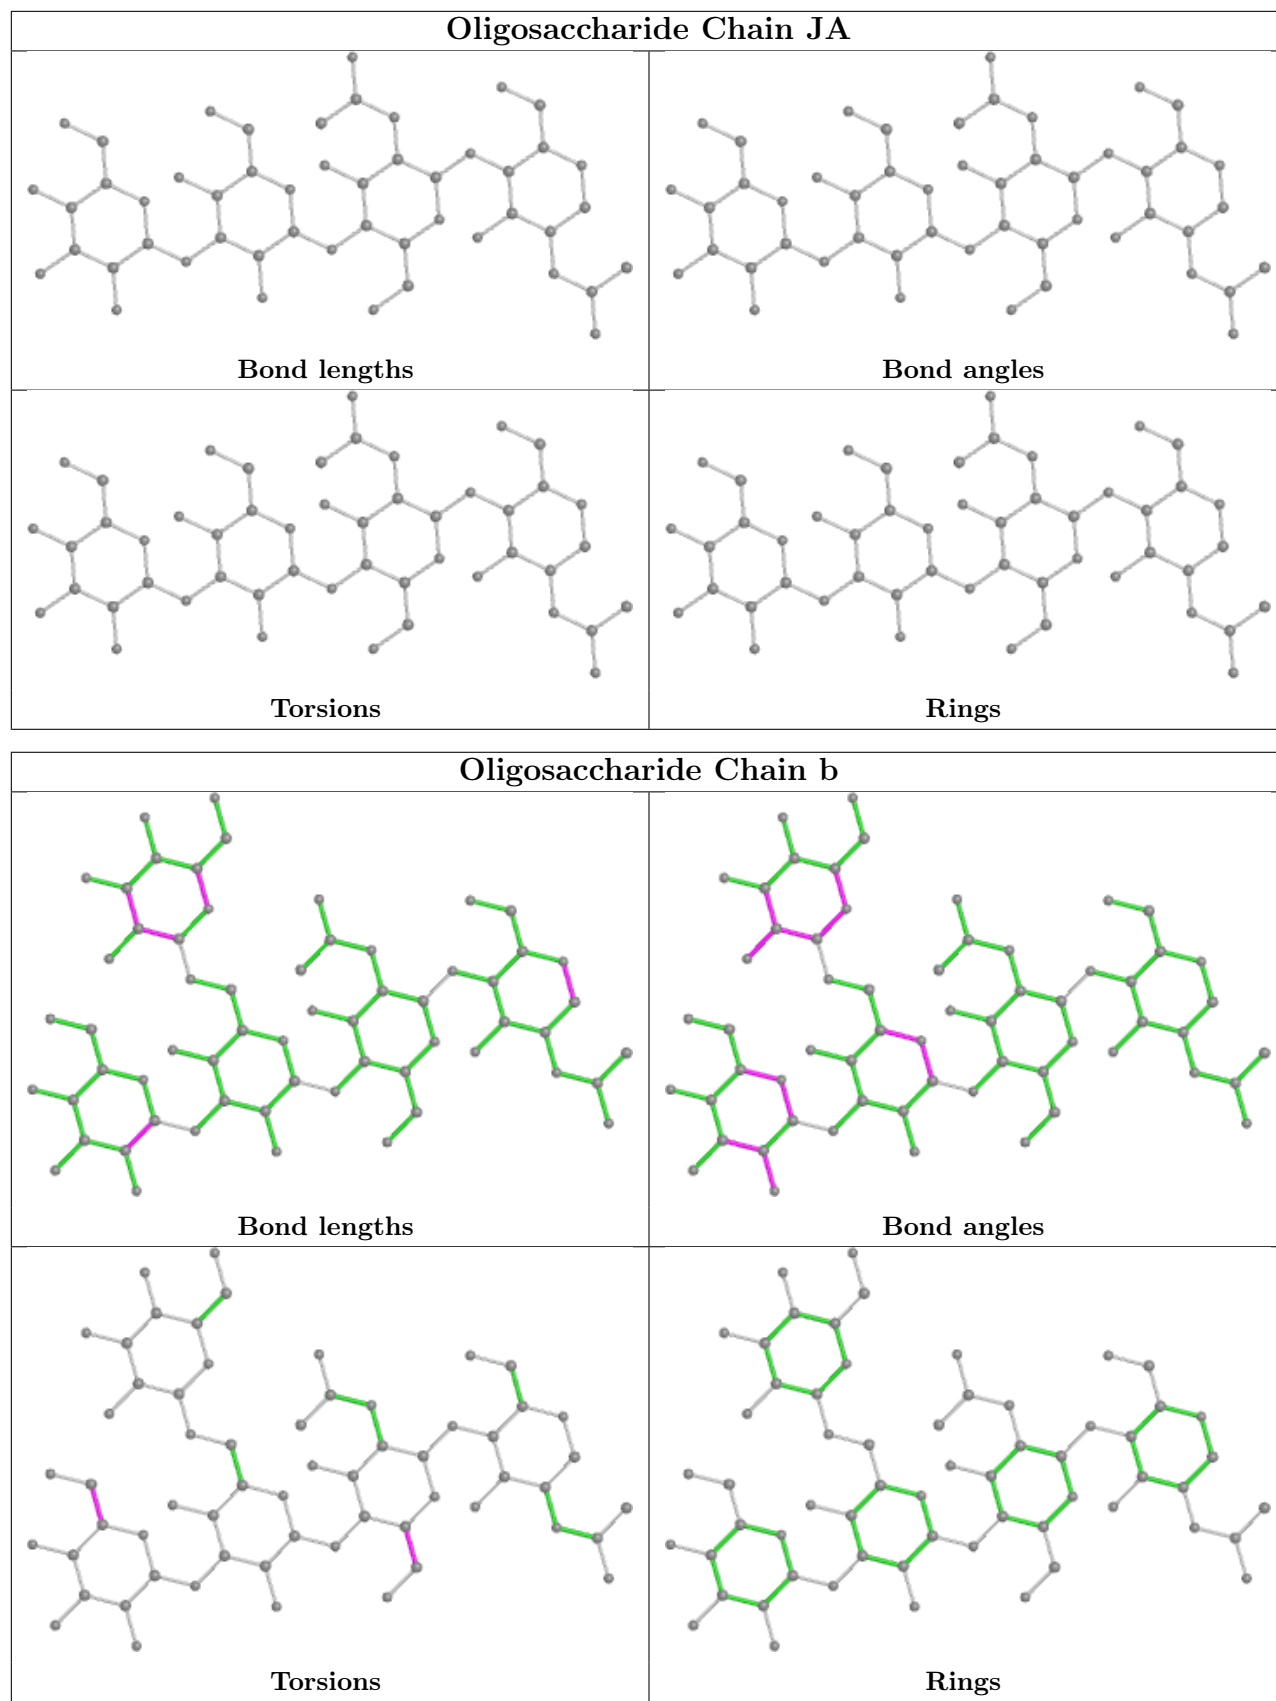 Oligosaccharide Chain JA
Bond lengths
Bond angles
Torsions
Rings
Oligosaccharide Chain b
Bond lengths
Bond angles
Torsions
Rings